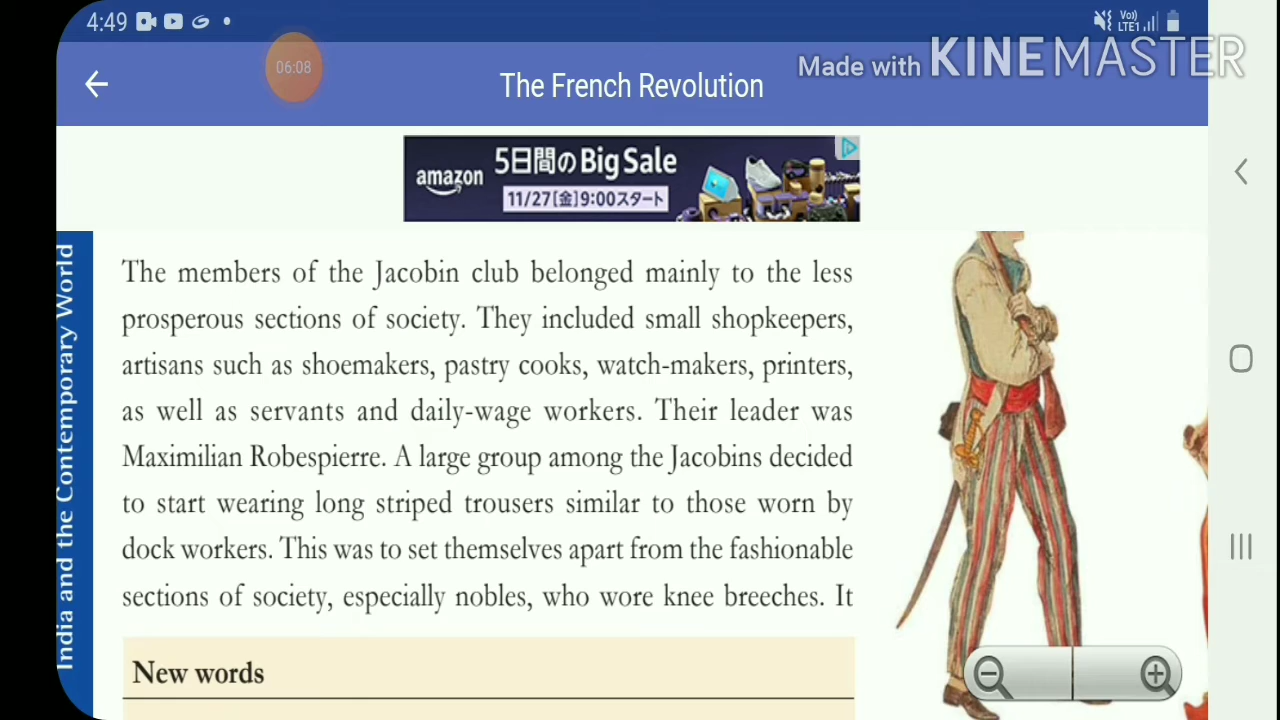 4:49
Vo)
LTE1
06:08
The French Revolution
Made with KINEMASTER
amazon
5日間のBig Sale
11/27[金]9:00スタート
India and the Contemporary World
The members of the Jacobin club belonged mainly to the less
prosperous sections of society. They included small shopkeepers,
artisans such as shoemakers, pastry cooks, watch-makers, printers,
as well as servants and daily-wage workers. Their leader was
Maximilian Robespierre. A large group among the Jacobins decided
to start wearing long striped trousers similar to those worn by
dock workers. This was to set themselves apart from the fashionable
sections of society, especially nobles, who wore knee breeches. It
New words